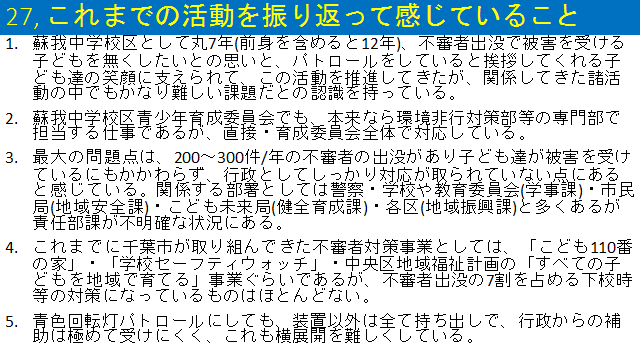 27, これまでの活動を振り返って感じていること
1. 蘇我中学校区として丸7年(前身を含めると12年)、不審者出没で被害を受ける
子どもを無くしたいとの思いと、パトロールをしていると挨拶してくれる子
ども達の笑顔に支えられて、この活動を推進してきたが、関係してきた諸活
動の中でもかなり難しい課題だとの認識を持っている。
2. 蘇我中学校区青少年育成委員会でも、本来なら環境非行対策部等の専門部で
担当する仕事であるが、直接・育成委員会全体で対応している。
3. 最大の問題点は、200～300件/年の不審者の出没があり子ども達が被害を受け
ているにもかかわらず、行政としてしっかり対応が取られていない点にある
と感じている。関係する部署としては警察・学校や教育委員会(学事課)・市民
局(地域安全課)・こども未来局(健全育成課)・各区(地域振興課)と多くあるが
責任部課が不明確な状況にある。
4. これまでに千葉市が取り組んできた不審者対策事業としては、「こども110番
の家」・「学校セーフティウォッチ」・中央区地域福祉計画の「すべての子
どもを地域で育てる」事業ぐらいであるが、不審者出没の7割を占める下校時
等の対策になっているものはほとんどない。
5. 青色回転灯パトロールにしても、装置以外は全て持ち出しで、行政からの補
助は極めて受けにくく、これも横展開を難しくしている。